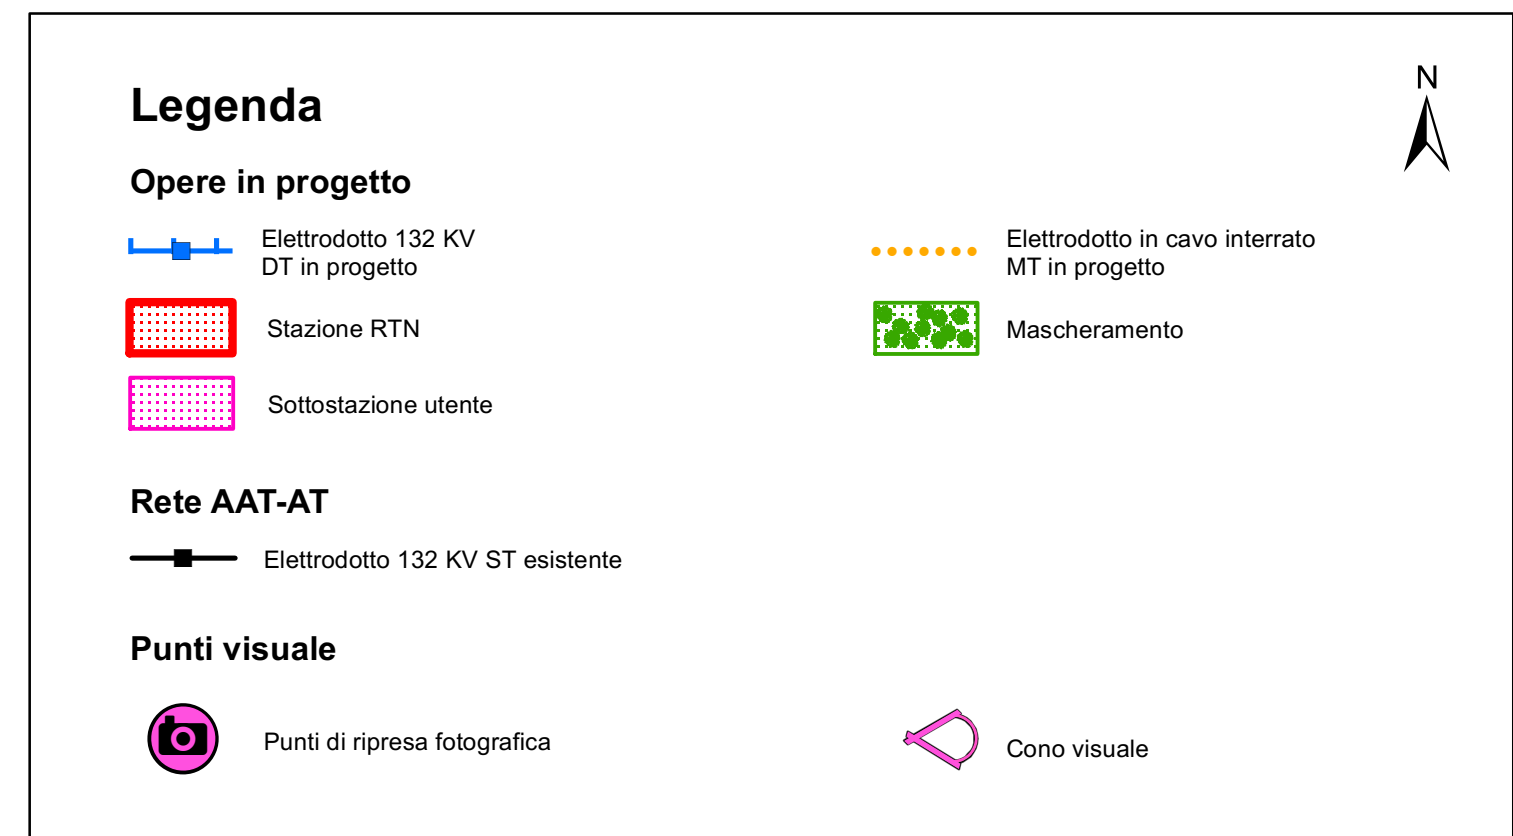 N
Legenda
Opere in progetto
Elettrodotto 132 KV
DT in progetto
Elettrodotto in cavo interrato
MT in progetto
Stazione RTN
Mascheramento
Sottostazione utente
Rete AAT-AT
Elettrodotto 132 KV ST esistente
Punti visuale
Punti di ripresa fotografica
Cono visuale